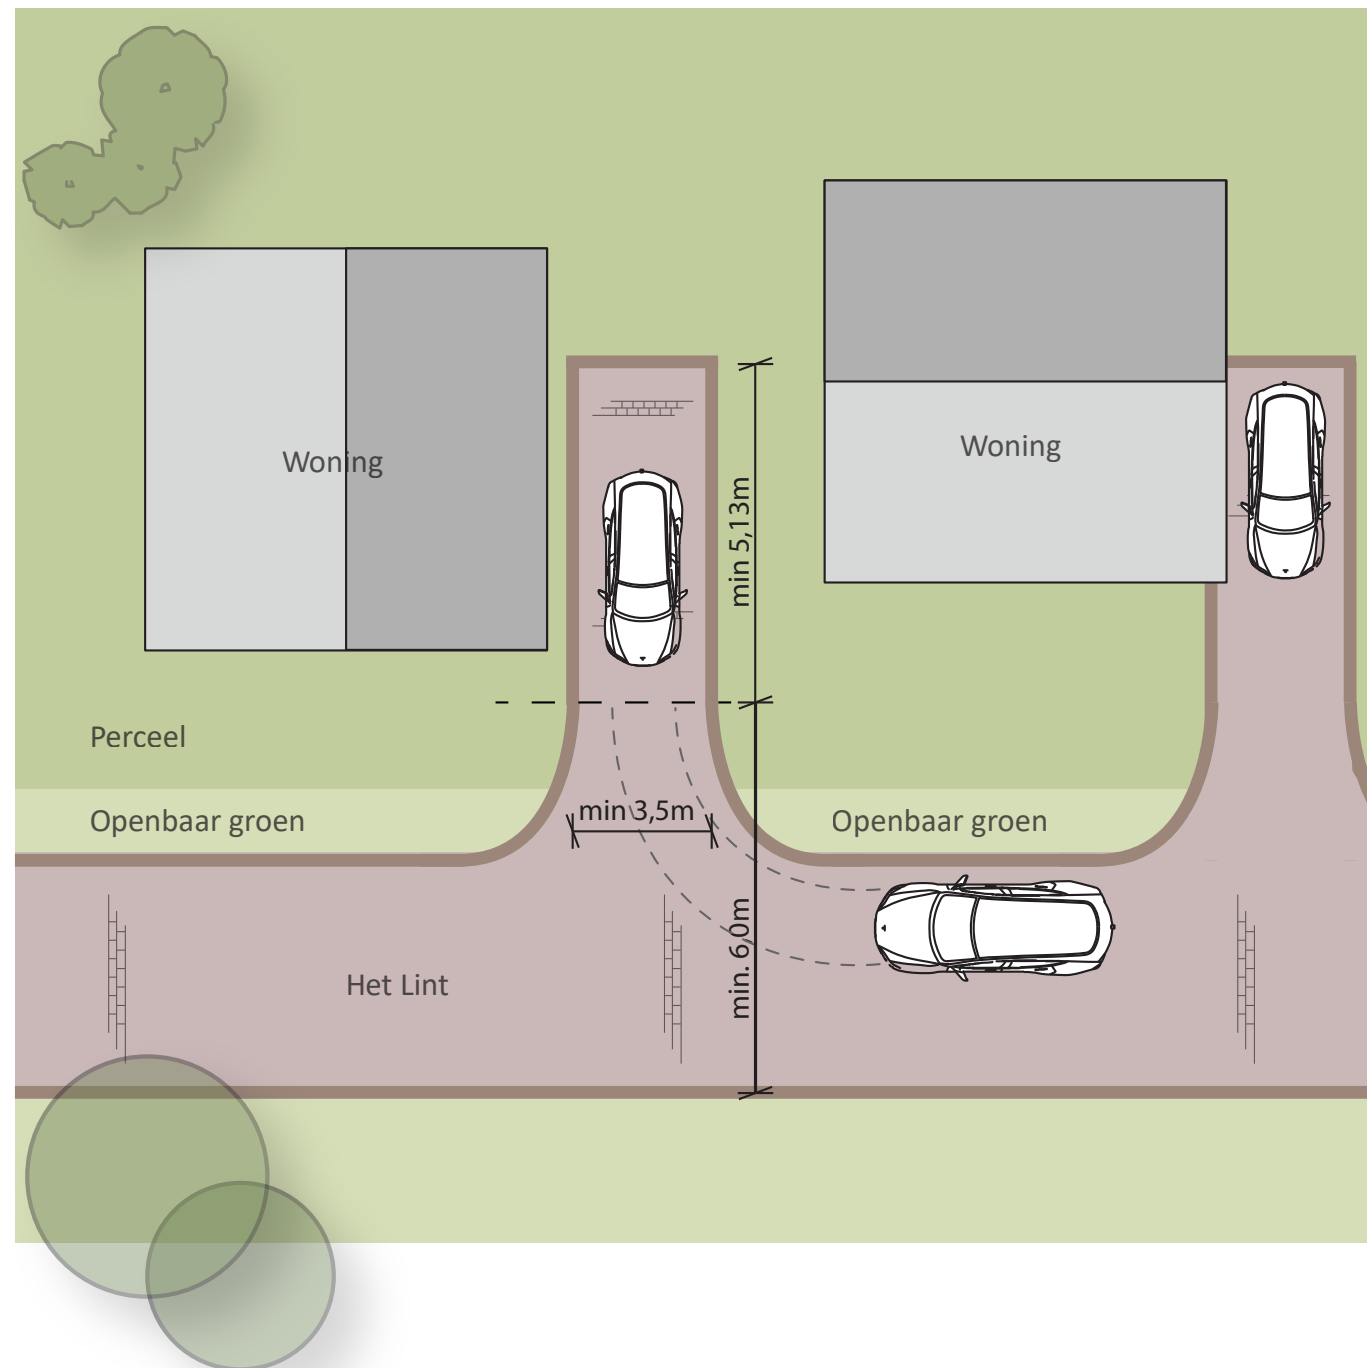 Woning
Woning
min 5,13m
Perceel
min 3,5m
Openbaar groen
Openbaar groen
min. 6,0m
Het Lint